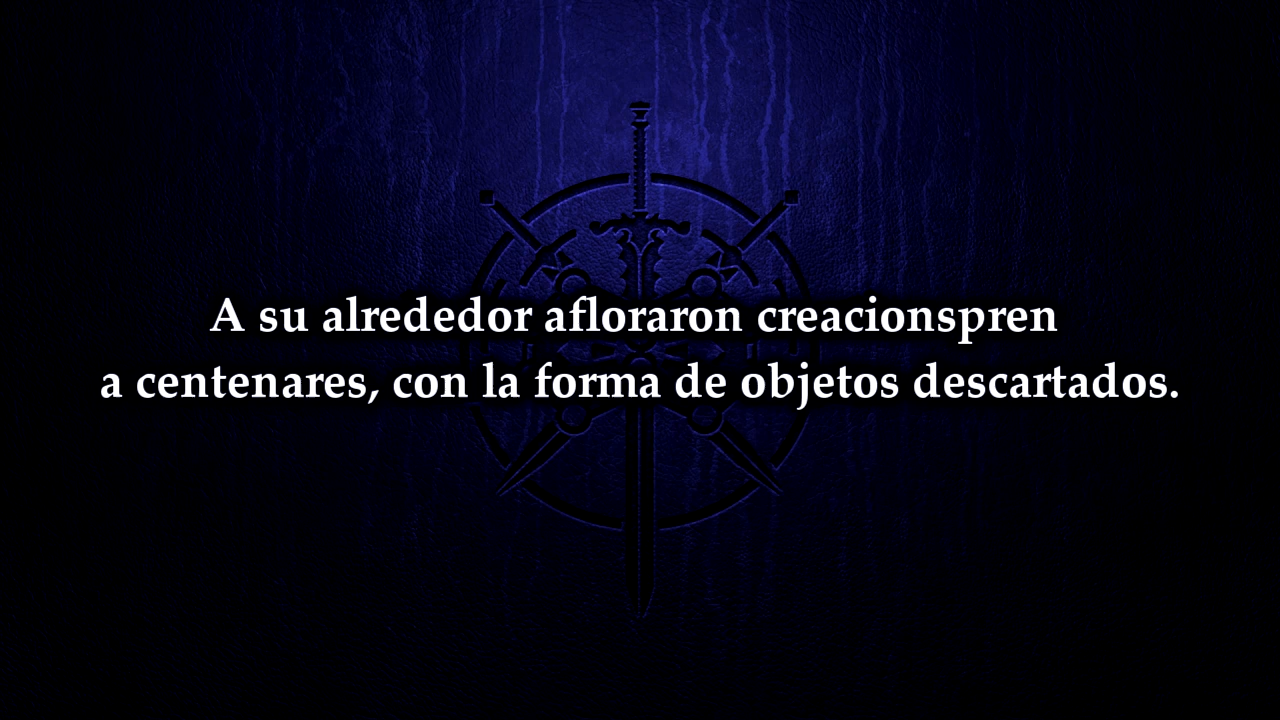 A su alrededor afloraron creacionspren
a centenares, con la forma de objetos descartados.